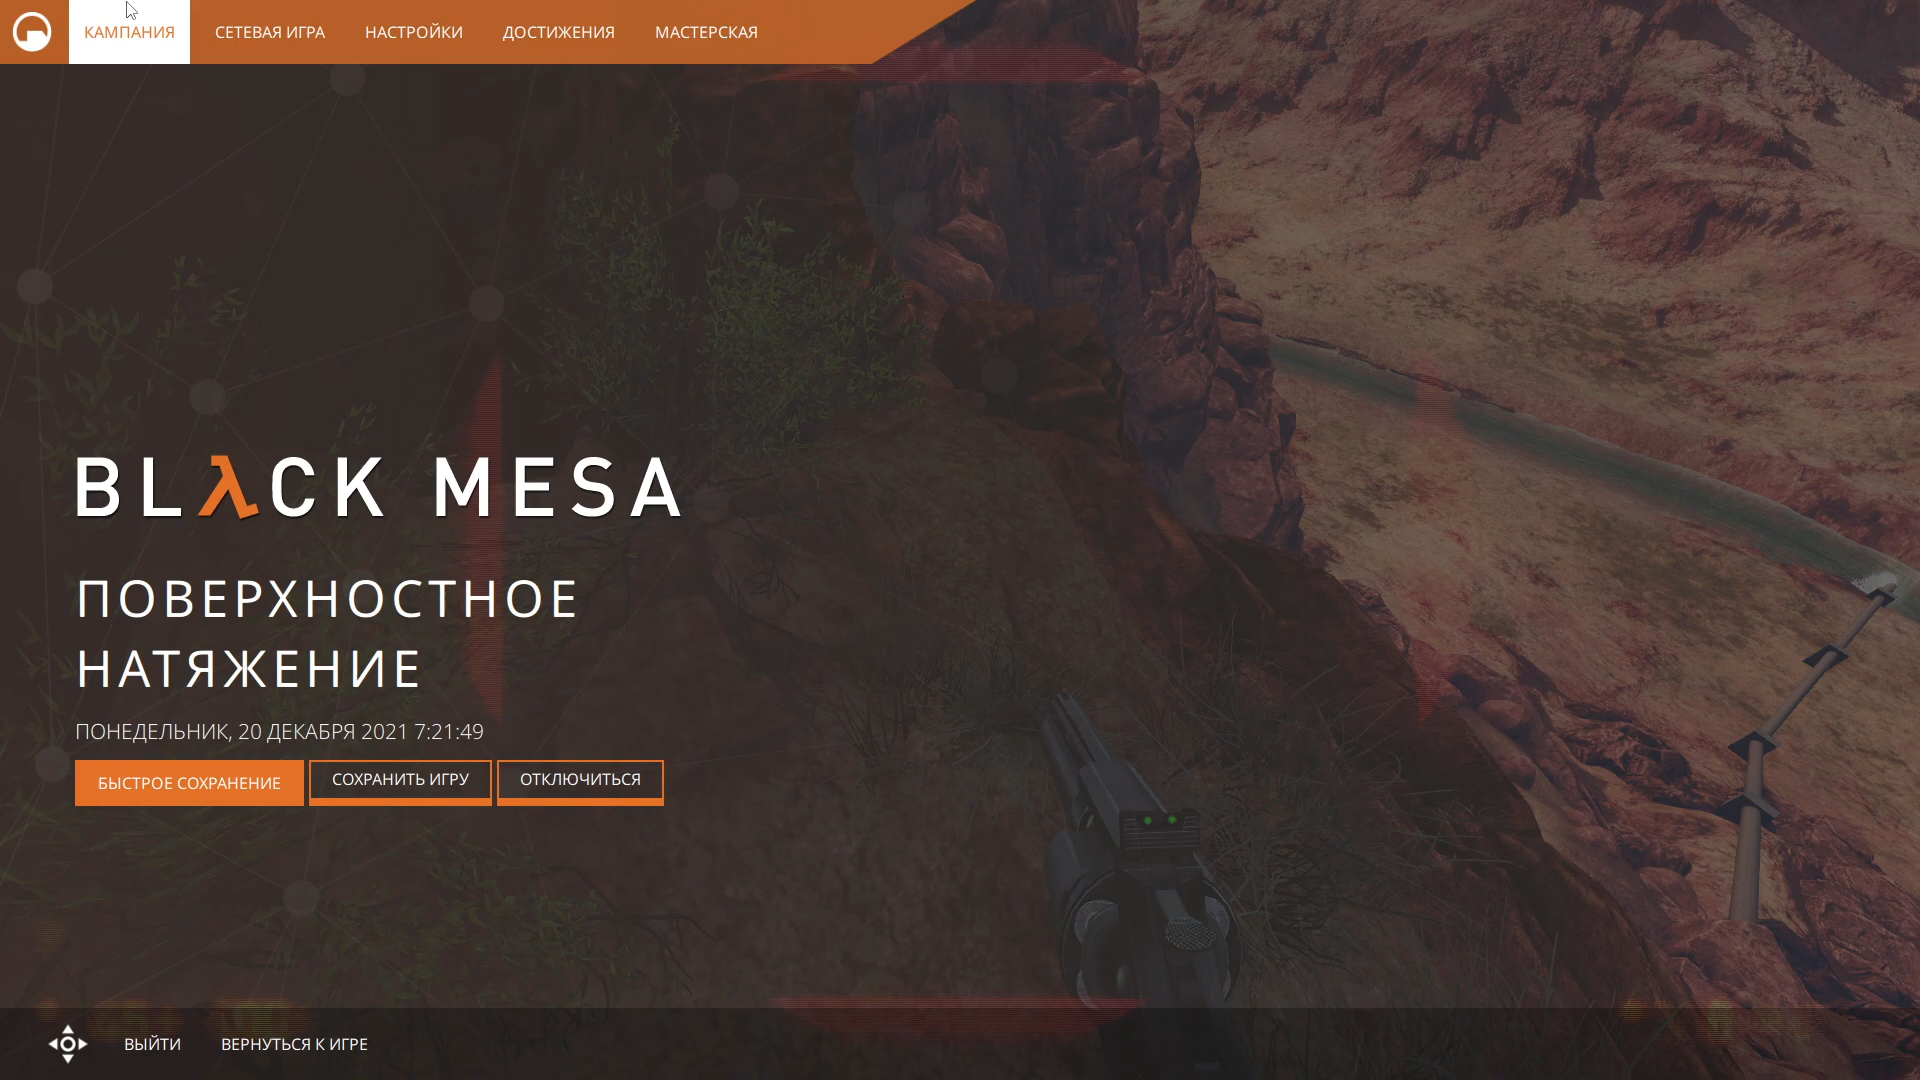 КАМПАНИЯ СЕТЕВАЯ ИГРА НАСТРОЙКИ ДОСТИЖЕНИЯ МАСТЕРСКАЯ
BLλCK MESA
ПОВЕРХНОСТНОЕ
НАТЯЖЕНИЕ
ПОНЕДЕЛЬНИК, 20 ДЕКАБРЯ 2021 7:21:49
БЫСТРОЕ СОХРАНЕНИЕ СОХРАНИТЬ ИГРУ ОТКЛЮЧИТЬСЯ
ВЫЙТИ ВЕРНУТЬСЯ К ИГРЕ